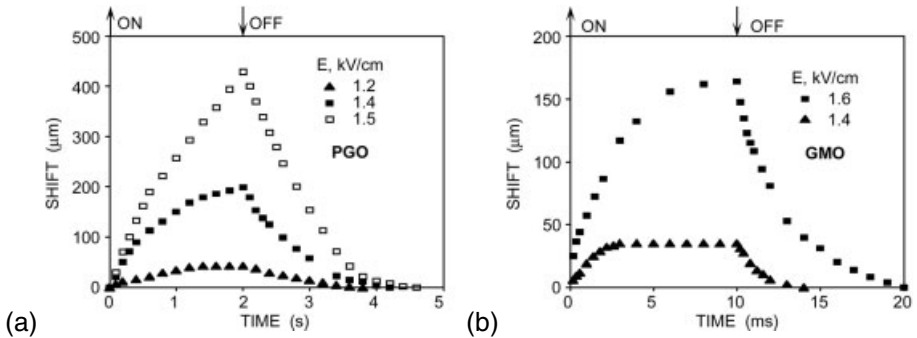 (a)
ON
OFF
500
400
300
200
100
0
SHIFT (μm)
E, kV/cm
1.2
1.4
1.5
PGO
0 1 2 3 4 5
TIME (s)
(b)
ON
OFF
200
150
100
50
0
SHIFT (μm)
E, kV/cm
1.6
1.4
GMO
0 5 10 15 20
TIME (ms)